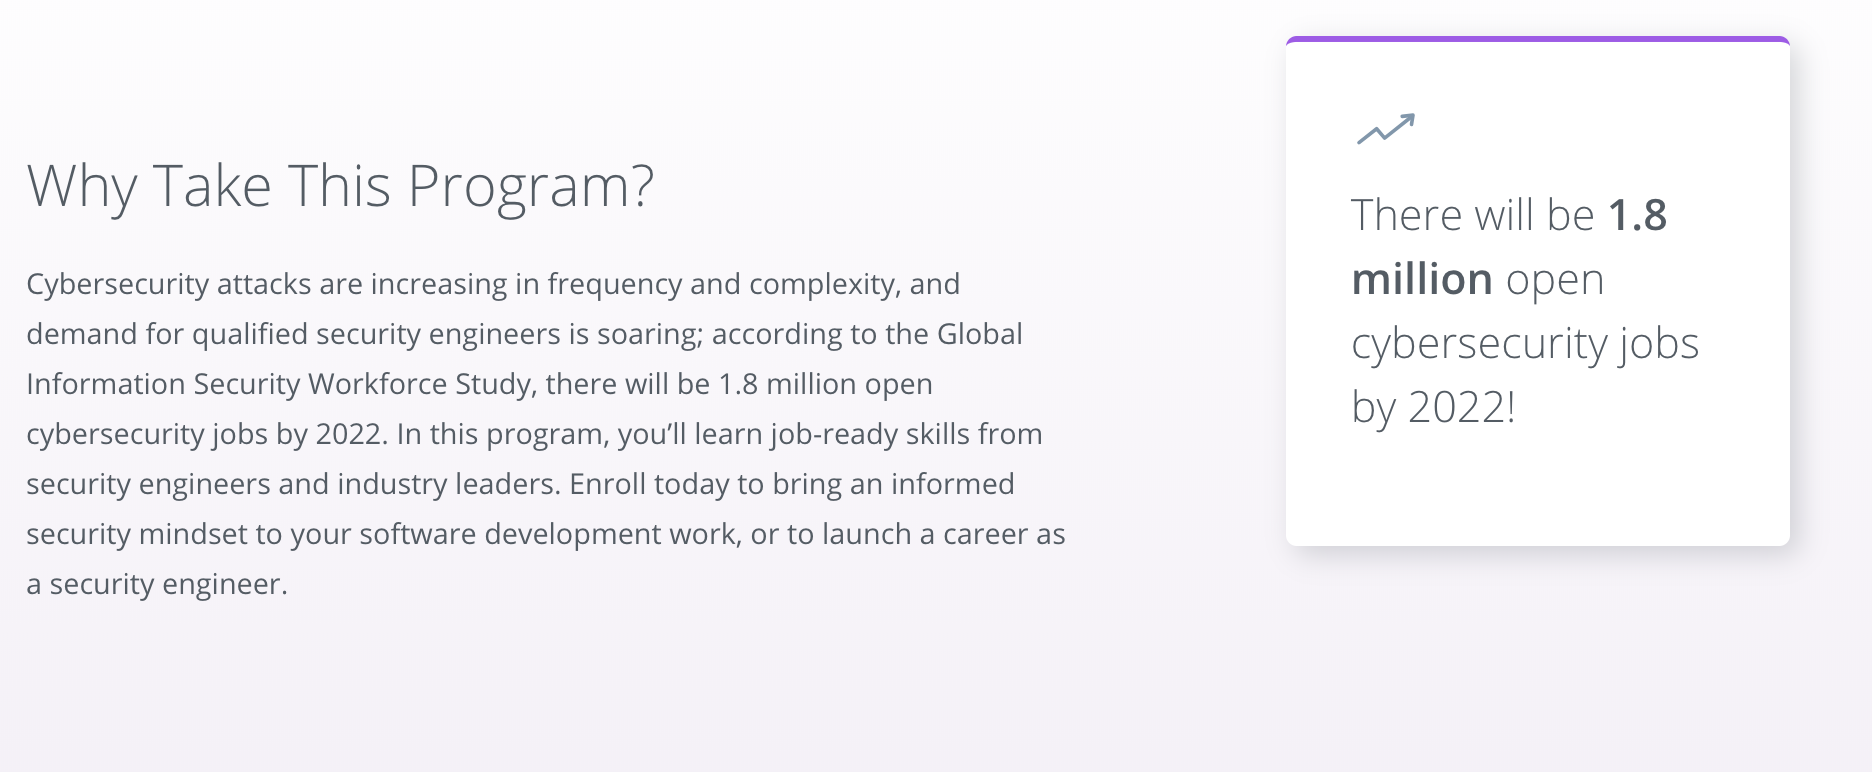 Why Take This Program?
Cybersecurity attacks are increasing in frequency and complexity, and
demand for qualified security engineers is soaring; according to the Global
Information Security Workforce Study, there will be 1.8 million open
cybersecurity jobs by 2022. In this program, you’ll learn job-ready skills from
security engineers and industry leaders. Enroll today to bring an informed
security mindset to your software development work, or to launch a career as
a security engineer.
There will be 1.8
million open
cybersecurity jobs
by 2022!